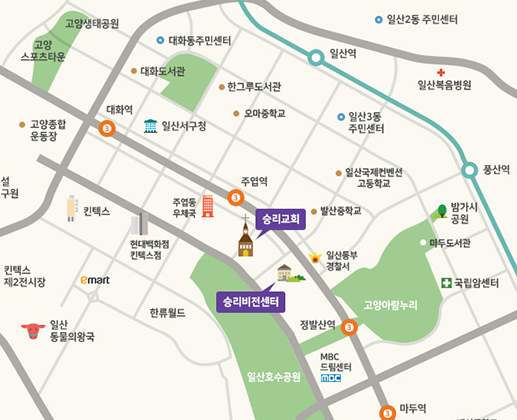 고양생태공원
일산2동 주민센터
고양
스포츠타운
대화동주민센터
일산역
대화도서관
한그루도서관
일산복음병원
대화역
오마중학교
고양종합
운동장
3
일산서구청
일산3동
주민센터
풍산역
일산국제컨벤션
고등학교
주엽역
3
킨텍스
주엽동
우체국
승리교회
발산중학교
밤가시
공원
현대백화점
킨텍스점
마두도서관
일산동부
경찰서
킨텍스
제2전시장
emart
국립암센터
승리비전센터
고양아람누리
한류월드
정발산역
3
일산
동물의왕국
MBC
드림센터
MBC
일산호수공원
마두역
3